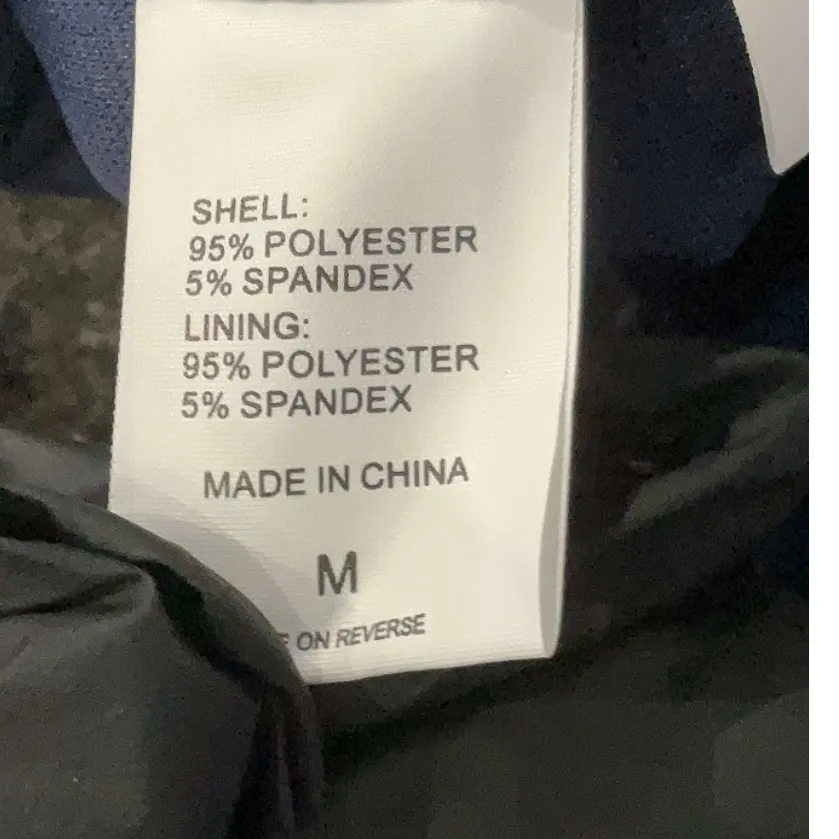 SHELL:
95% POLYESTER
5% SPANDEX
LINING:
95% POLYESTER
5% SPANDEX
MADE IN CHINA
M
ON REVERSE